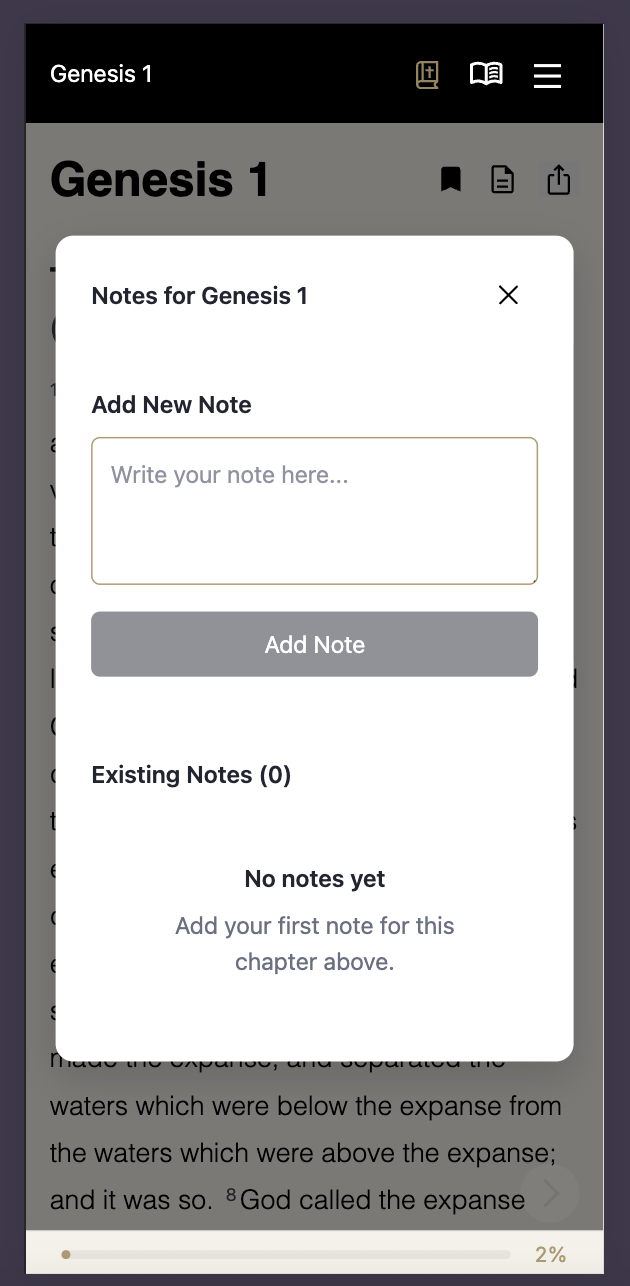 Genesis 1
Genesis 1
Notes for Genesis 1
Add New Note
Write your note here...
Add Note
Existing Notes (0)
No notes yet
Add your first note for this
chapter above.
made the expanse, and separated the
waters which were below the expanse from
the waters which were above the expanse;
and it was so. 8 God called the expanse
2%